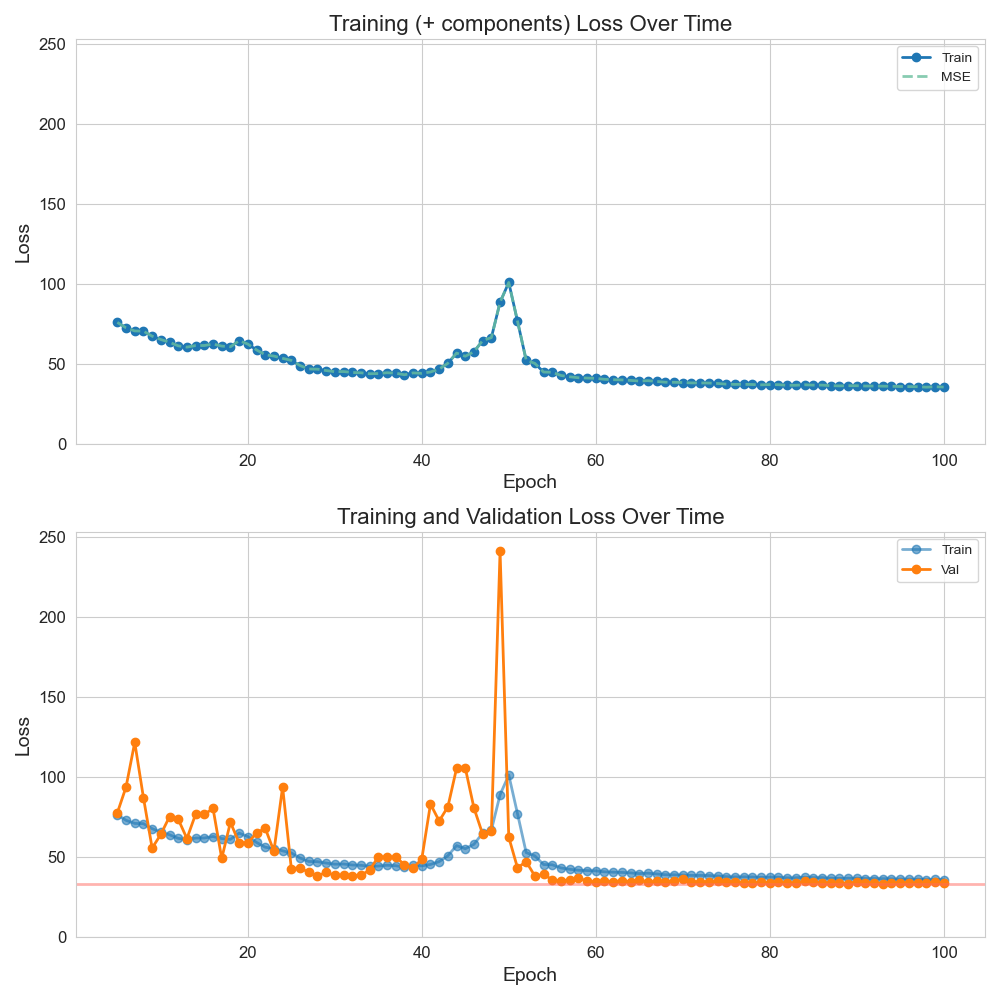 Training (+ components) Loss Over Time
250
200
150
100
50
0
Loss
Train
MSE
20 40 60 80 100
Epoch
Training and Validation Loss Over Time
250
200
150
100
50
0
Loss
Train
Val
20 40 60 80 100
Epoch